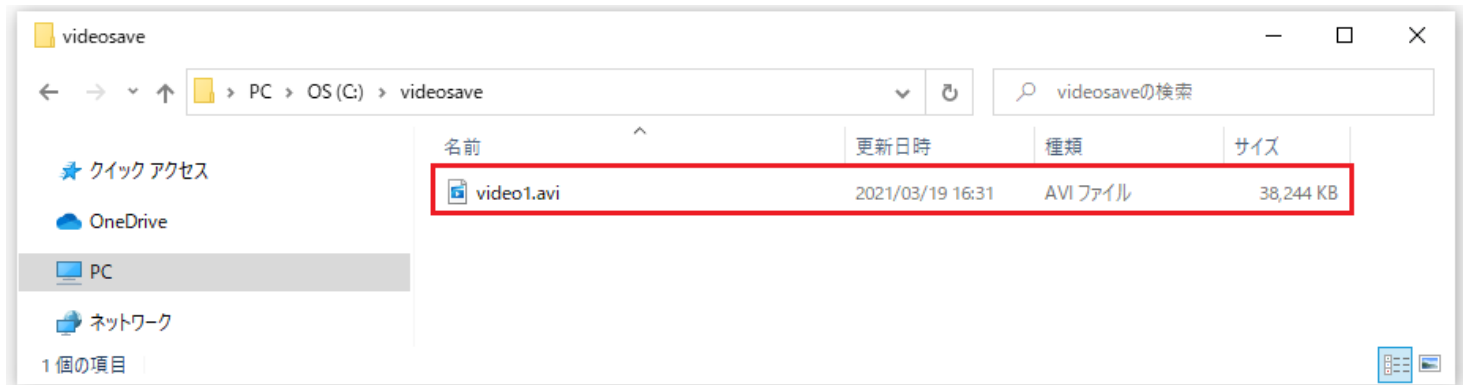 videosave
PC > OS (C:) > videosave
videosaveの検索
名前 更新日時 種類 サイズ
クイック アクセス
video1.avi 2021/03/19 16:31 AVI ファイル 38,244 KB
OneDrive
PC
ネットワーク
1 個の項目